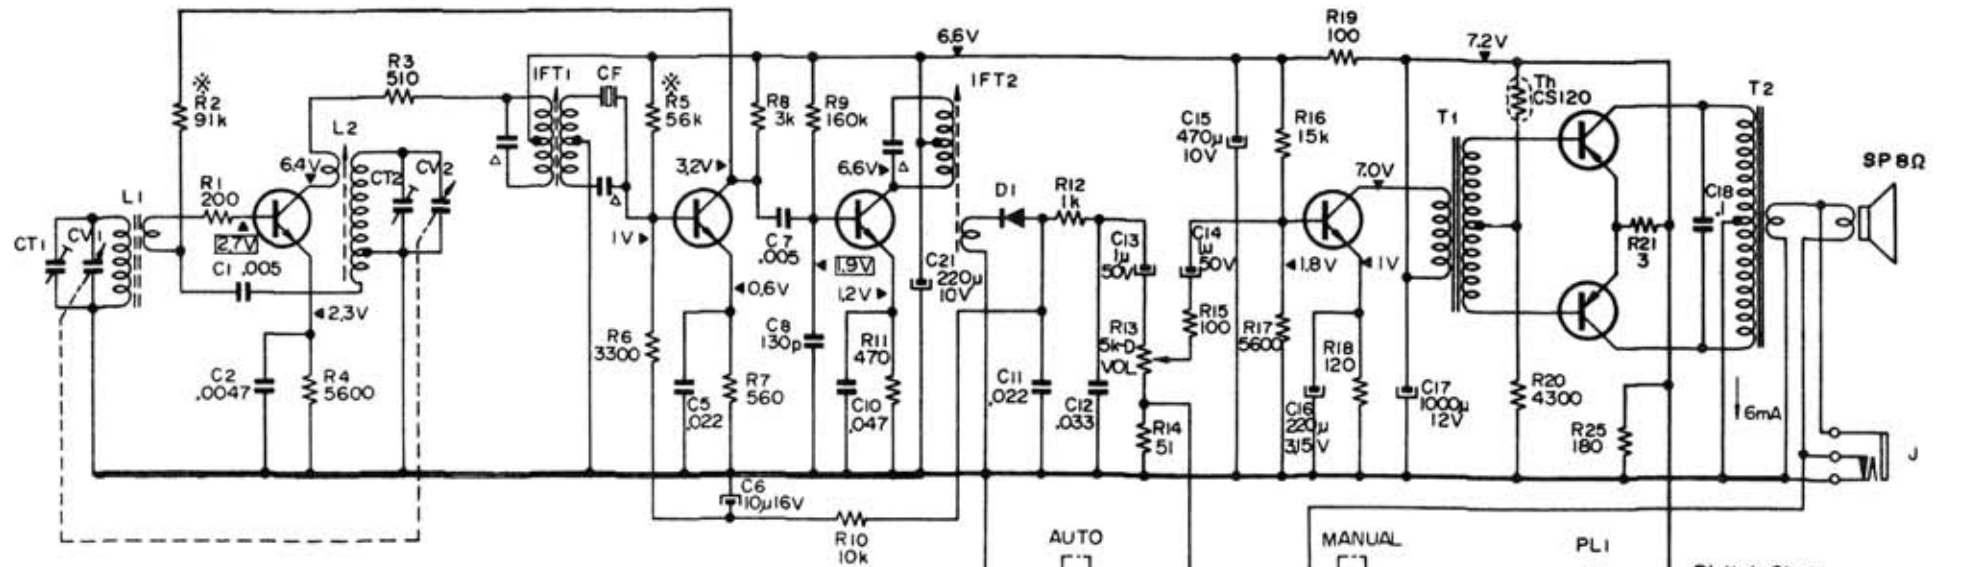 R19
100
6.6V
7.2V
R3
510
IFT1
CF
※
R2
91k
※
R5
56k
R8
3k
R9
160k
IFT2
Th
CS120
T2
C15
470µ
10V
R16
15k
T1
L2
6.4V
CT2
CV2
3.2V
6.6V
△
SP 8Ω
L1
R1
200
D1
R12
1k
7.0V
C18
.1
CT1
CV1
2.7V
C1 .005
△
△
1V
C7
.005
1.9V
C21
220µ
10V
C13
1µ
50V
C14
1µ
50V
1.8V
1V
R21
3
2.3V
0.6V
1.2V
R6
3300
C8
130p
R11
470
R13
5k-D
VOL
R15
100
R17
5600
R18
120
C2
.0047
R4
5600
C5
.022
R7
560
C10
.047
C11
.022
C12
.033
R14
51
C16
220µ
3.15V
C17
1000µ
12V
R20
4300
R25
180
6mA
J
C6
10µ16V
R10
10k
AUTO
MANUAL
PL1